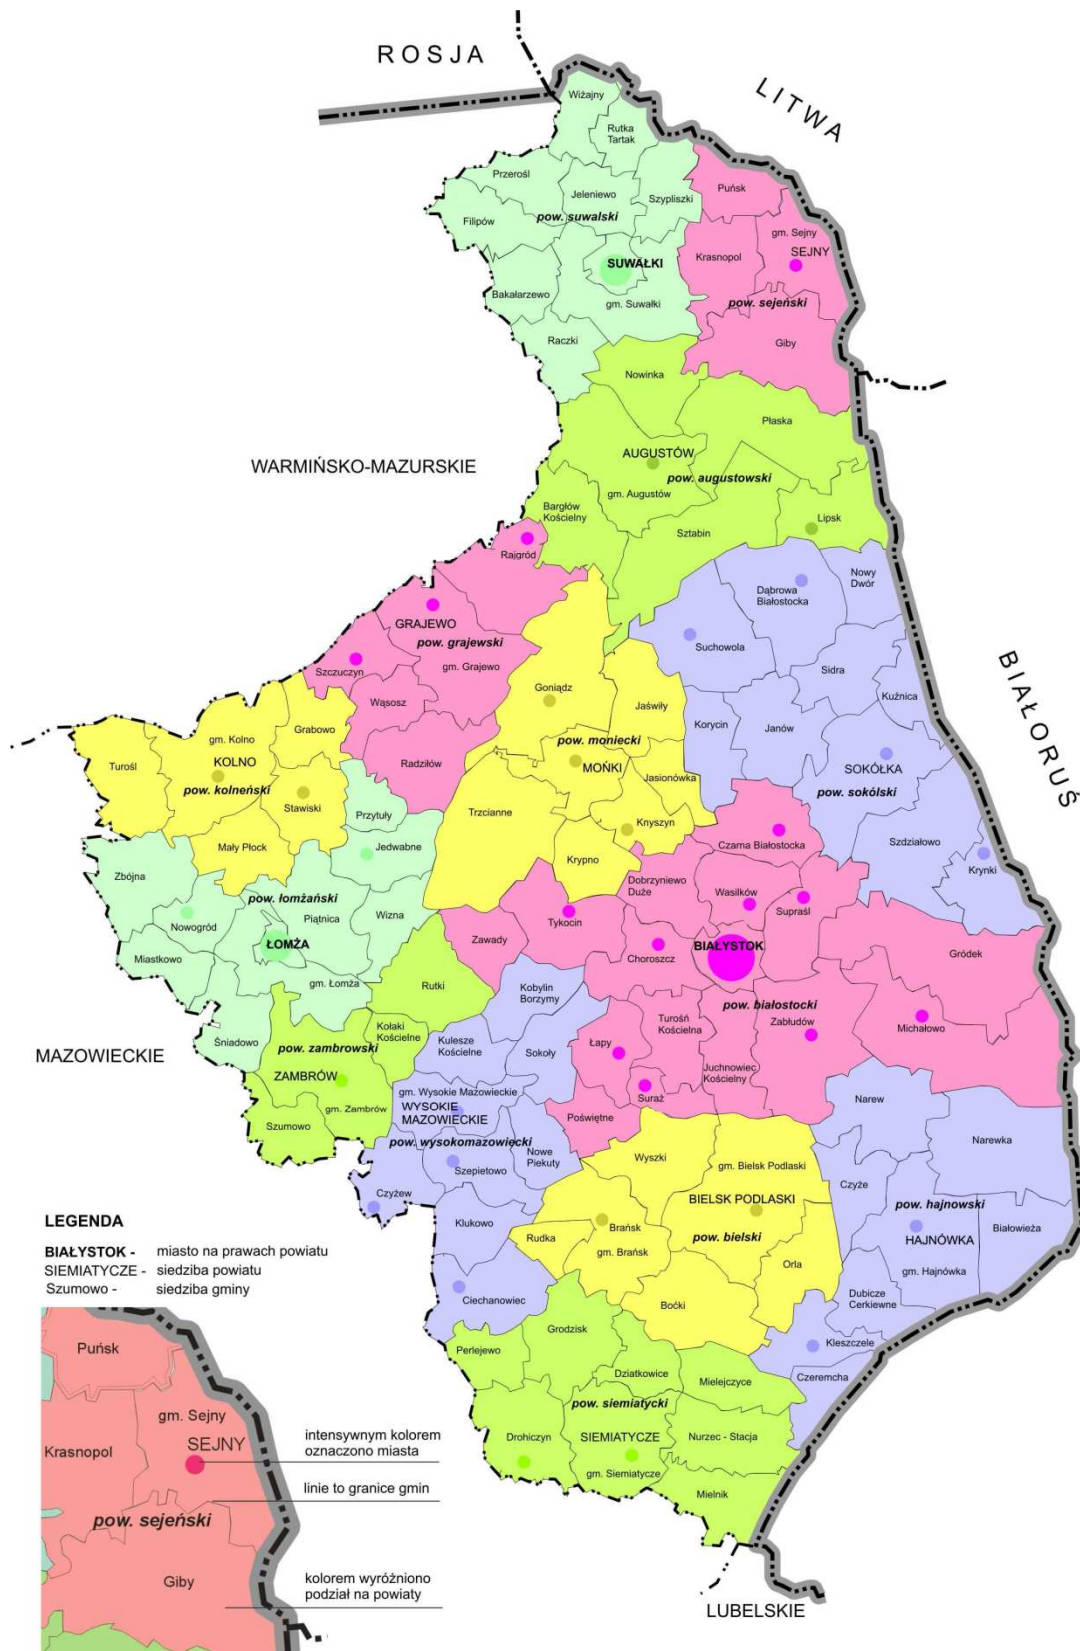 ROSJA
LITWA
Wiżajny
Rutka
Tartak
Przerośl
Jeleniewo
Szypliszki
Puńsk
Filipów
pow. suwalski
gm. Sejny
SEJNY
Krasnopol
SUWAŁKI
Bakałarzewo
gm. Suwałki
pow. sejeński
Raczki
Giby
Nowinka
Płaska
WARMIŃSKO-MAZURSKIE
AUGUSTÓW
pow. augustowski
gm. Augustów
Bargłów
Kościelny
Sztabin
Lipsk
Rajgród
Nowy
Dwór
Dąbrowa
Białostocka
GRAJEWO
pow. grajewski
Suchowola
Szczuczyn
gm. Grajewo
Sidra
BIAŁORUŚ
Wąsosz
Goniądz
Jaświły
Kuźnica
Korycin
Janów
Grabowo
gm. Kolno
KOLNO
Turośl
pow. kolneński
Radziłów
pow. moniecki
MOŃKI
Jasionówka
SOKÓŁKA
pow. sokólski
Stawiski
Przytuły
Trzcianne
Knyszyn
Czarna Białostocka
Szdziałowo
Mały Płock
Jedwabne
Krypno
Krynki
Zbójna
Dobrzyniewo
Duże
Wasilków
Supraśl
pow. łomżański
Nowogród
Piątnica
Wizna
Tykocin
ŁOMŻA
Zawady
Choroszcz
BIAŁYSTOK
Gródek
Miastkowo
gm. Łomża
Rutki
Kobylin
Borzymy
pow. białostocki
Zabłudów
Michałowo
Turośń
Kościelna
Śniadowo
Kołaki
Kościelne
Kulesze
Kościelne
Sokoły
Łapy
Juchnowiec
Kościelny
MAZOWIECKIE
pow. zambrowski
ZAMBRÓW
gm. Zambrów
gm. Wysokie Mazowieckie
WYSOKIE
MAZOWIECKIE
Suraż
Szumowo
Poświętne
Narew
Narewka
pow. wysokomazowiecki
Nowe
Piekuty
Szepietowo
Wyszki
gm. Bielsk Podlaski
Czyże
Czyżew
BIELSK PODLASKI
pow. hajnowski
HAJNÓWKA
Białowieża
Klukowo
Brańsk
Rudka
gm. Brańsk
pow. bielski
Orla
gm. Hajnówka
Ciechanowiec
Boćki
Dubicze
Cerkiewne
Grodzisk
Kleszczele
Perlejewo
Dziatkowice
Mielejczyce
Czeremcha
pow. siemiatycki
Drohiczyn
SIEMIATYCZE
Nurzec - Stacja
gm. Siemiatycze
Mielnik
LUBELSKIE
LEGENDA
BIAŁYSTOK - miasto na prawach powiatu
SIEMIATYCZE - siedziba powiatu
Szumowo - siedziba gminy
Puńsk
gm. Sejny
SEJNY
Krasnopol
pow. sejeński
Giby
intensywnym kolorem
oznaczono miasta
linie to granice gmin
kolorem wyróżniono
podział na powiaty